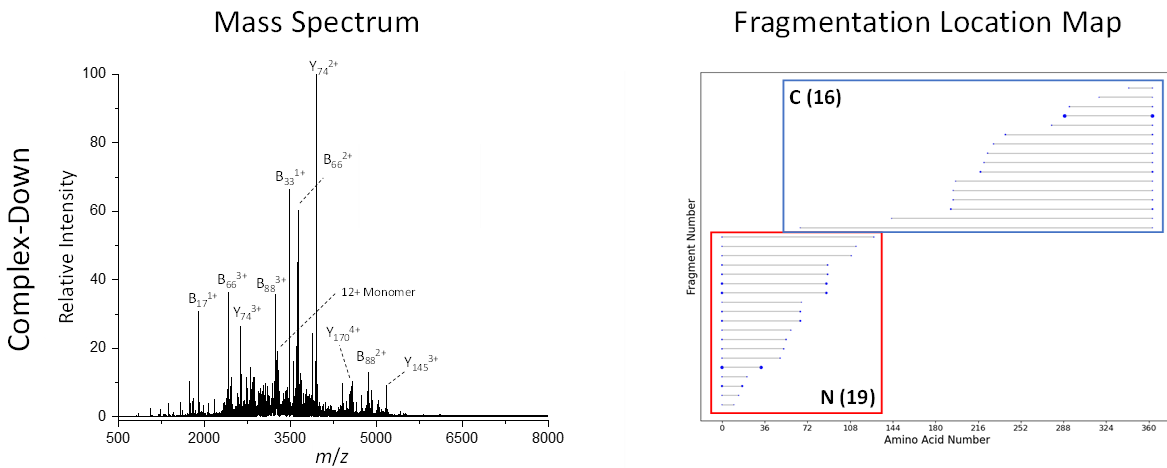 Mass Spectrum
Fragmentation Location Map
Complex-Down
Relative Intensity
100
80
60
40
20
0
Y74 2+
B66 2+
B33 1+
B66 3+
B88 3+
B17 1+
Y74 3+
12+ Monomer
Y170 4+
B88 2+
Y145 3+
500
2000
3500
5000
6500
8000
m/z
Fragment Number
C (16)
N (19)
0
36
72
108
144
180
216
252
288
324
360
Amino Acid Number